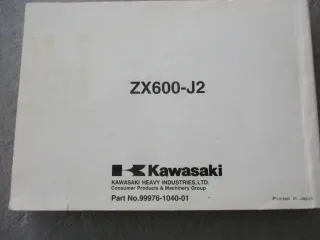 ZX600-J2
Kawasaki
KAWASAKI HEAVY INDUSTRIES,LTD.
Consumer Products & Machinery Group
Part No.99976-1040-01
Printed in Japan